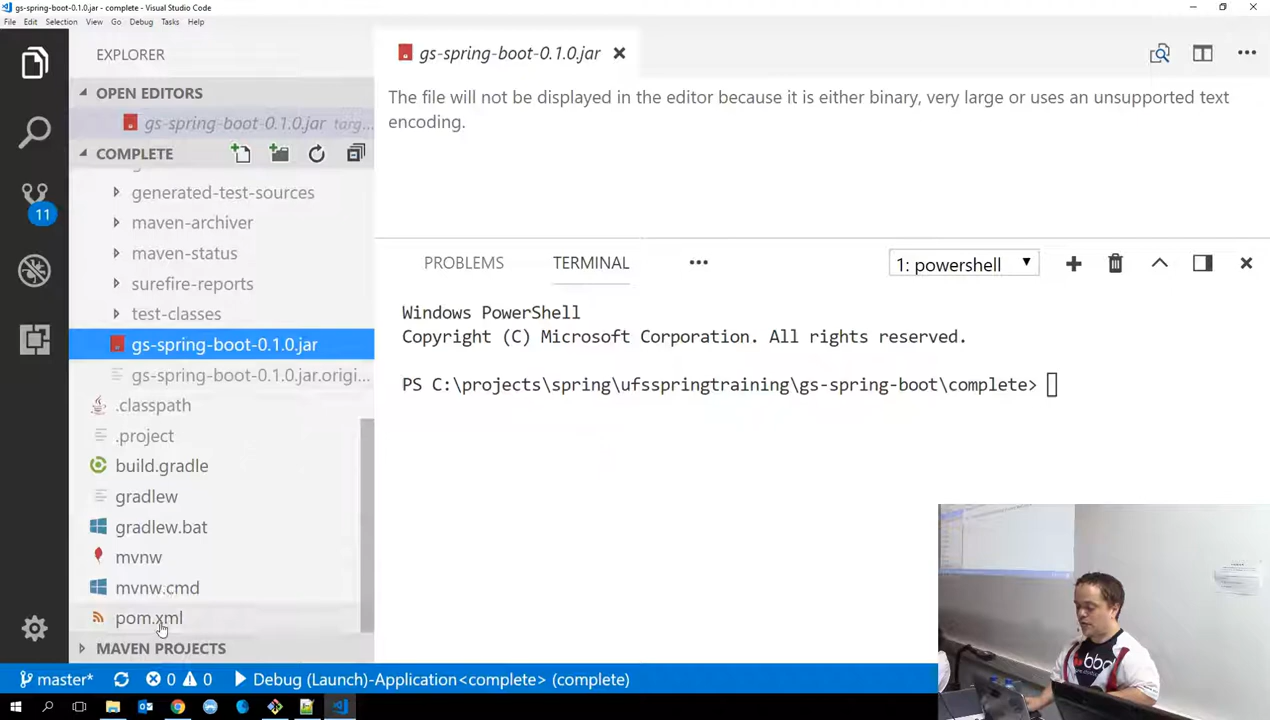 gs-spring-boot-0.1.0.jar - complete - Visual Studio Code
File Edit Selection View Go Debug Tasks Help
EXPLORER
OPEN EDITORS
gs-spring-boot-0.1.0.jar targ...
COMPLETE
generated-test-sources
maven-archiver
maven-status
surefire-reports
test-classes
gs-spring-boot-0.1.0.jar
gs-spring-boot-0.1.0.jar.origi...
.classpath
.project
build.gradle
gradlew
gradlew.bat
mvnw
mvnw.cmd
pom.xml
MAVEN PROJECTS
11
gs-spring-boot-0.1.0.jar
The file will not be displayed in the editor because it is either binary, very large or uses an unsupported text
encoding.
PROBLEMS TERMINAL
1: powershell
Windows PowerShell
Copyright (C) Microsoft Corporation. All rights reserved.
PS C:\projects\spring\ufsspringtraining\gs-spring-boot\complete>
bbd
master* 0 0 Debug (Launch)-Application<complete> (complete)